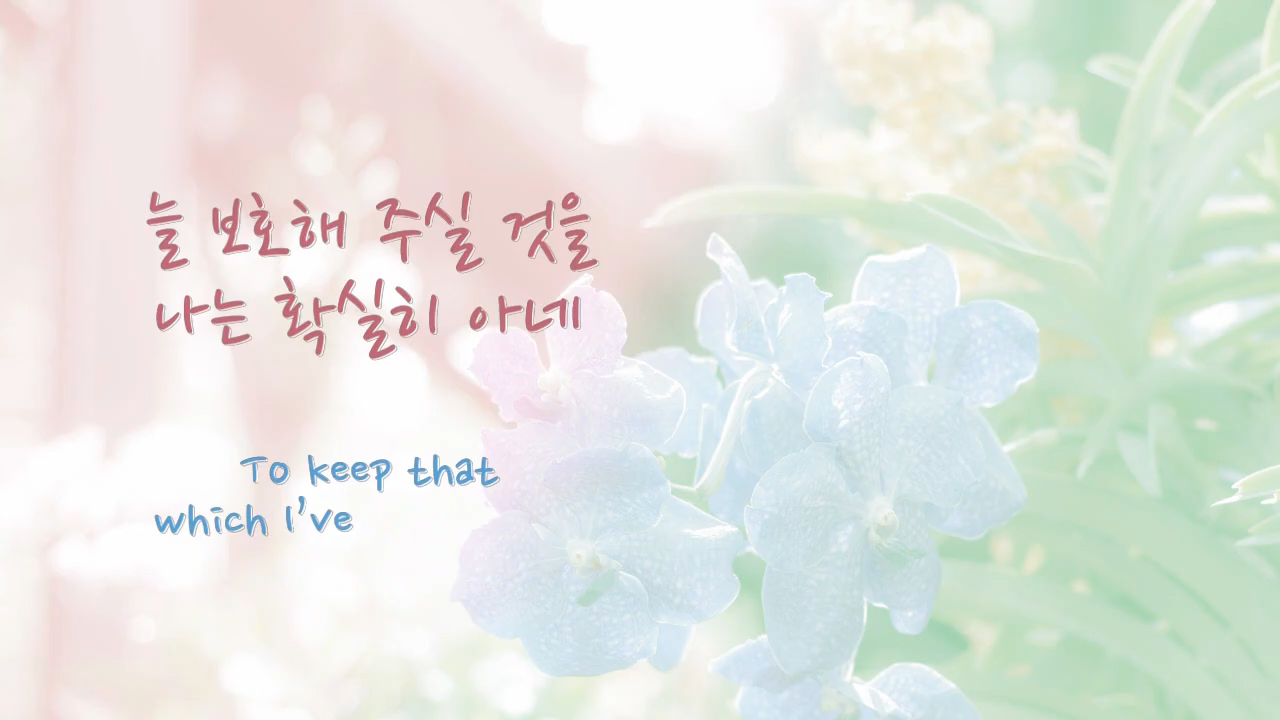 늘 보호해 주실 것을
나는 확실히 아네
To keep that
which I've